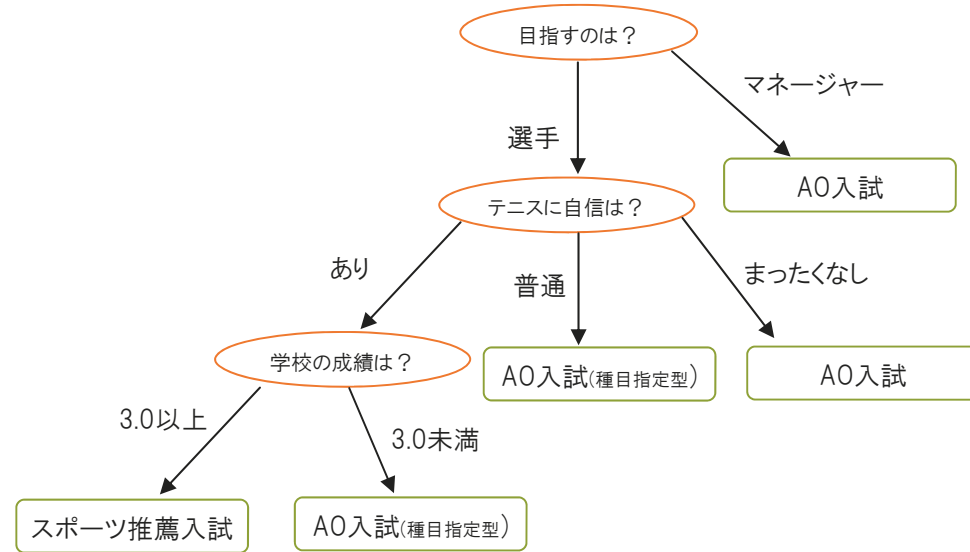 目指すのは?
マネージャー
選手
AO入試
テニスに自信は?
あり
普通
まったくなし
学校の成績は?
AO入試(種目指定型)
AO入試
3.0以上
3.0未満
スポーツ推薦入試
AO入試(種目指定型)